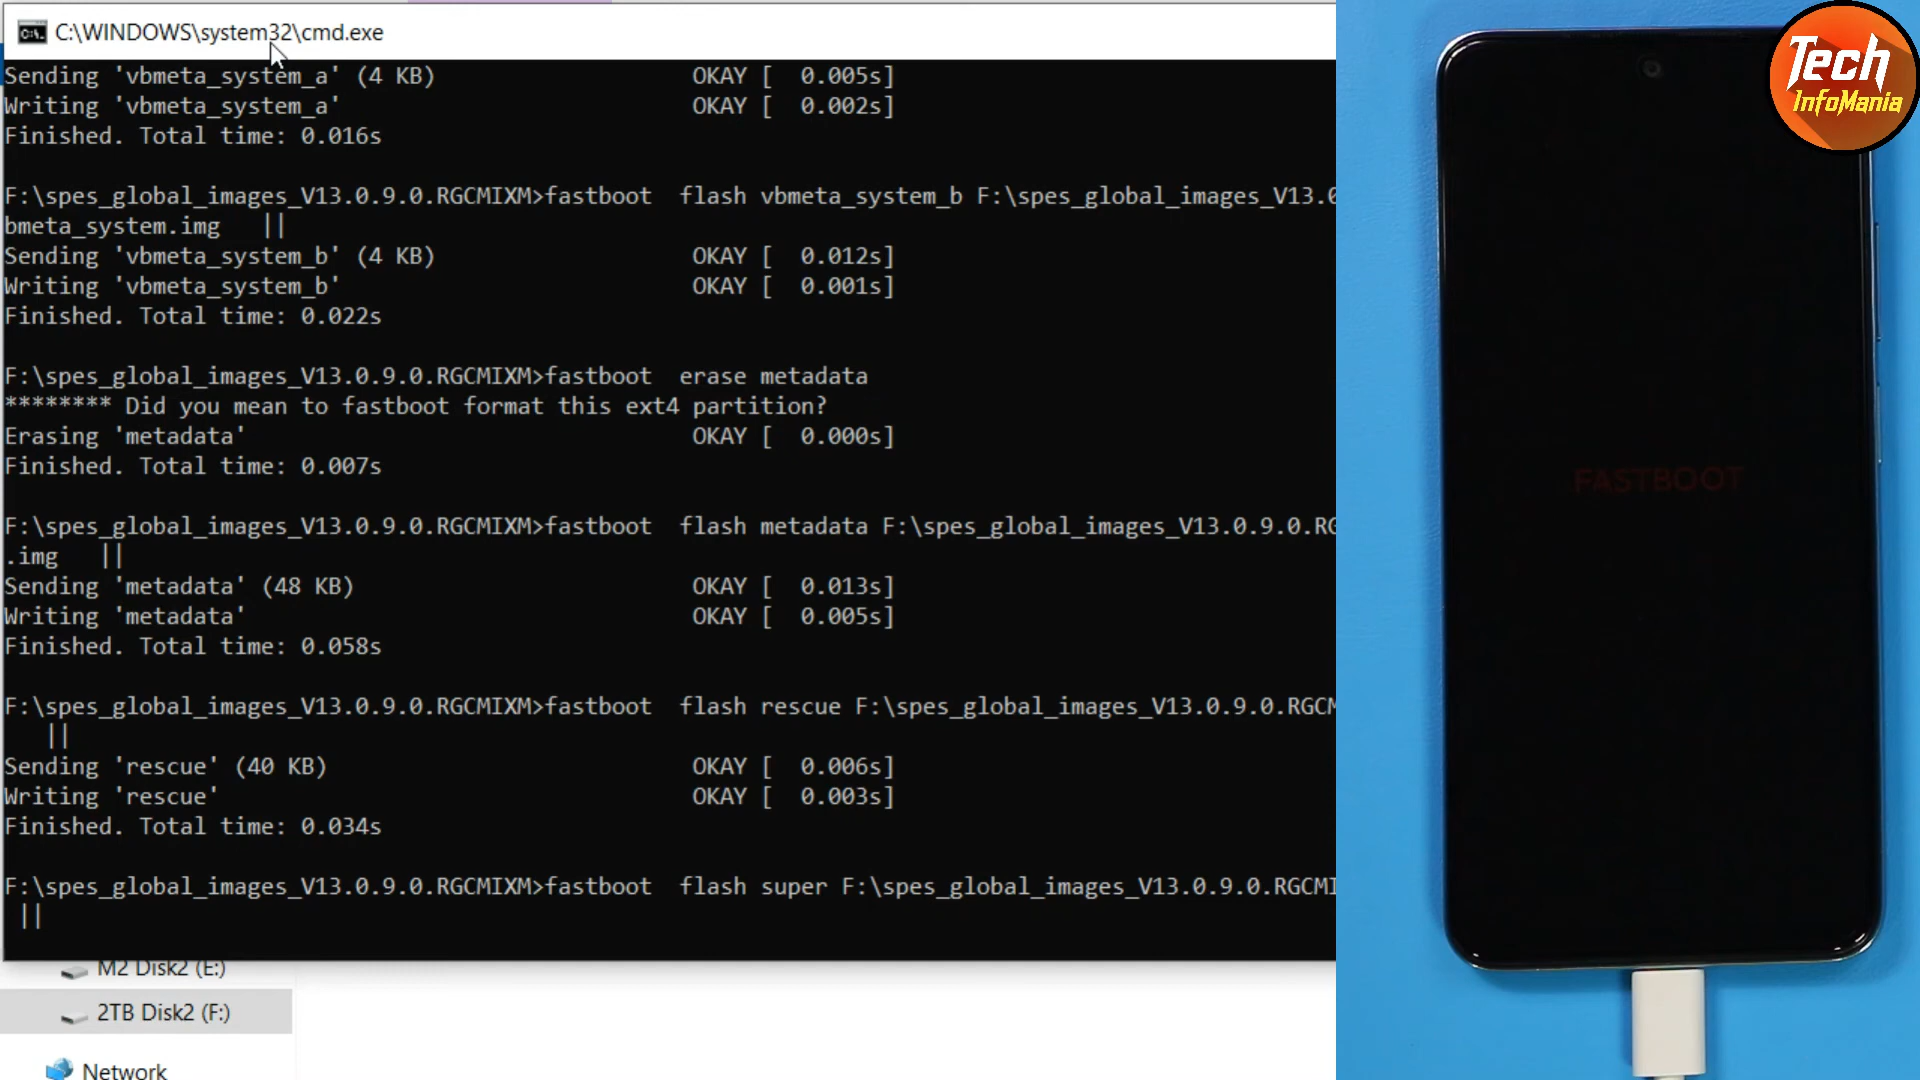 C:\WINDOWS\system32\cmd.exe
Sending 'vbmeta_system_a' (4 KB) OKAY [ 0.005s]
Writing 'vbmeta_system_a' OKAY [ 0.002s]
Finished. Total time: 0.016s
F:\spes_global_images_V13.0.9.0.RGCMIXM>fastboot flash vbmeta_system_b F:\spes_global_images_V13.0
bmeta_system.img ||
Sending 'vbmeta_system_b' (4 KB) OKAY [ 0.012s]
Writing 'vbmeta_system_b' OKAY [ 0.001s]
Finished. Total time: 0.022s
F:\spes_global_images_V13.0.9.0.RGCMIXM>fastboot erase metadata
******** Did you mean to fastboot format this ext4 partition?
Erasing 'metadata' OKAY [ 0.000s]
Finished. Total time: 0.007s
F:\spes_global_images_V13.0.9.0.RGCMIXM>fastboot flash metadata F:\spes_global_images_V13.0.9.0.RG
.img ||
Sending 'metadata' (48 KB) OKAY [ 0.013s]
Writing 'metadata' OKAY [ 0.005s]
Finished. Total time: 0.058s
F:\spes_global_images_V13.0.9.0.RGCMIXM>fastboot flash rescue F:\spes_global_images_V13.0.9.0.RGCM
||
Sending 'rescue' (40 KB) OKAY [ 0.006s]
Writing 'rescue' OKAY [ 0.003s]
Finished. Total time: 0.034s
F:\spes_global_images_V13.0.9.0.RGCMIXM>fastboot flash super F:\spes_global_images_V13.0.9.0.RGCMI
||
M2 Disk2 (E:)
2TB Disk2 (F:)
Network
Tech
InfoMania
FASTBOOT